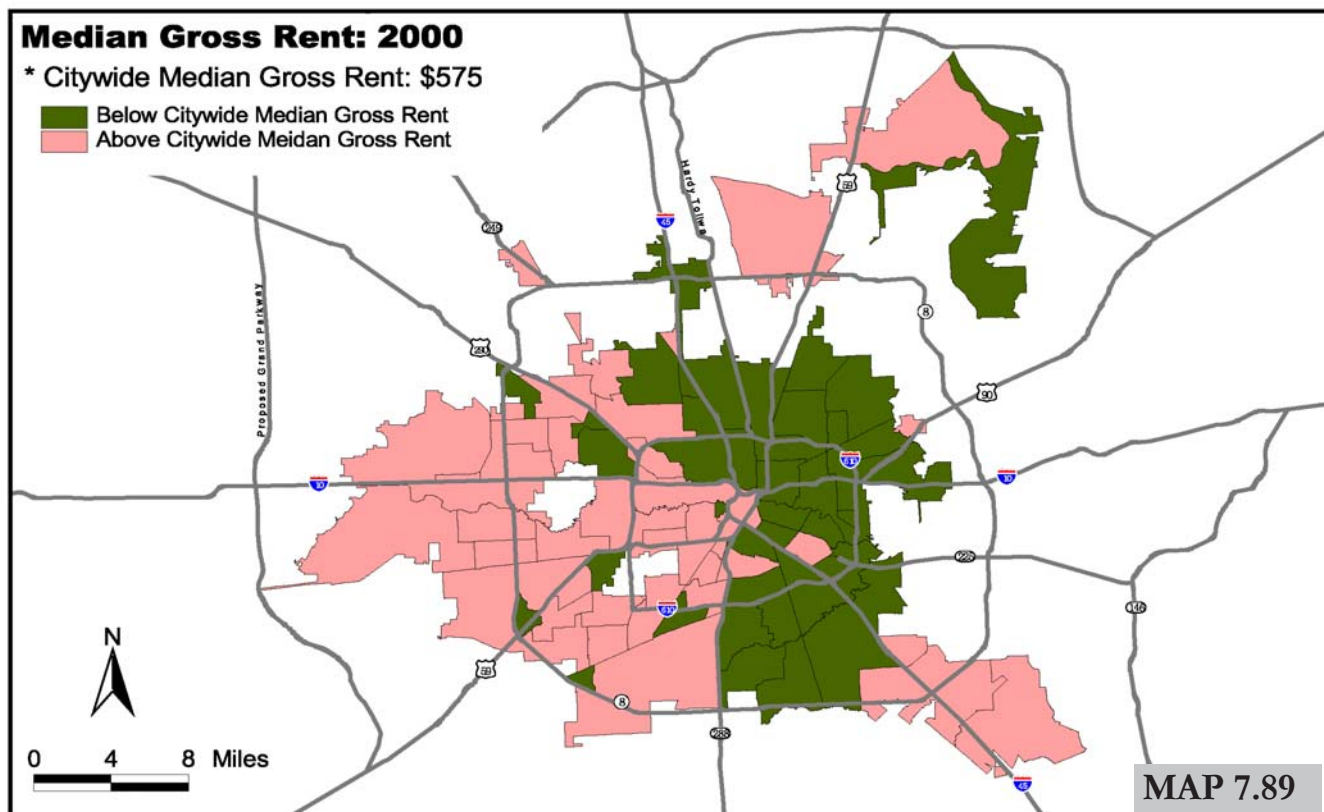 Median Gross Rent: 2000
* Citywide Median Gross Rent: $575
Below Citywide Median Gross Rent
Above Citywide Meidan Gross Rent
Hardy Tollwa
59
45
249
Proposed Grand Parkway
8
290
90
610
10
10
225
146
610
N
59
8
288
0 4 8 Miles
45
MAP 7.89